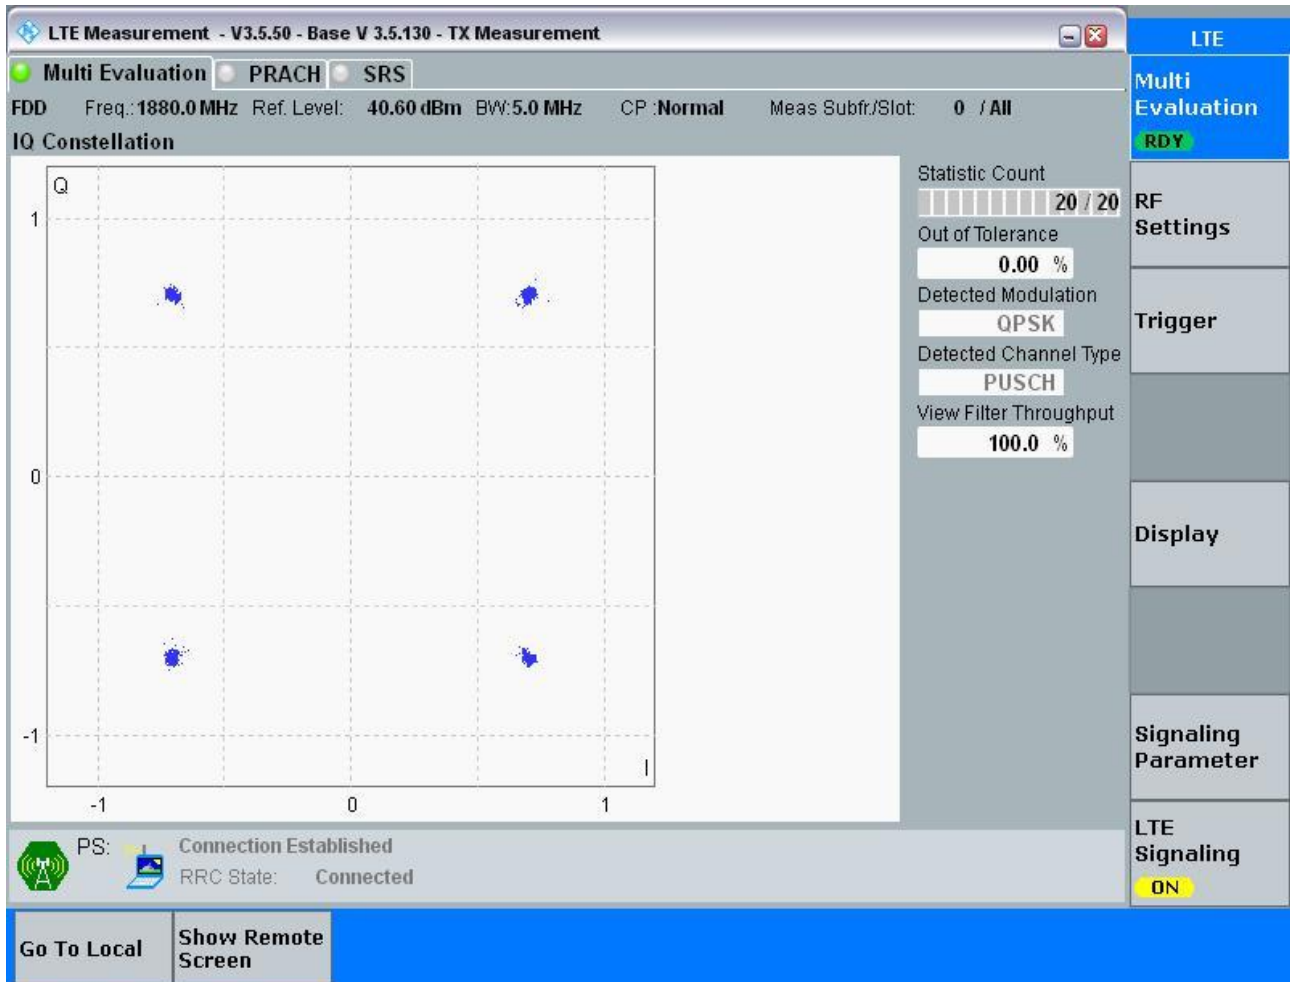 LTE Measurement - V3.5.50 - Base V 3.5.130 - TX Measurement
LTE
Multi Evaluation PRACH SRS
FDD Freq.:1880.0 MHz Ref. Level: 40.60 dBm BW:5.0 MHz CP :Normal Meas Subfr./Slot: 0 / All
IQ Constellation
Q
1
0
-1
I
-1 0 1
Statistic Count
20 / 20
Out of Tolerance
0.00 %
Detected Modulation
QPSK
Detected Channel Type
PUSCH
View Filter Throughput
100.0 %
Multi
Evaluation
RDY
RF
Settings
Trigger
Display
Signaling
Parameter
LTE
Signaling
ON
PS: Connection Established
RRC State: Connected
Go To Local
Show Remote
Screen